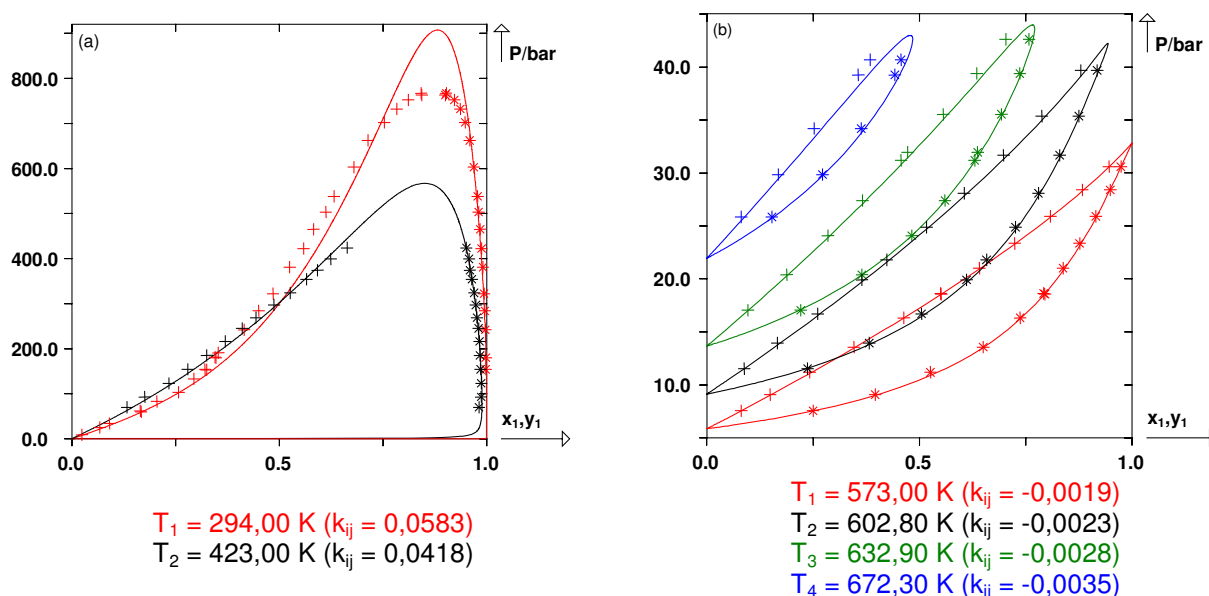 (a)
P/bar
800.0
600.0
400.0
200.0
0.0
x₁,y₁
0.0
0.5
1.0
T₁ = 294,00 K (kᵢⱼ = 0,0583)
T₂ = 423,00 K (kᵢⱼ = 0,0418)
(b)
P/bar
40.0
30.0
20.0
10.0
x₁,y₁
0.0
0.5
1.0
T₁ = 573,00 K (kᵢⱼ = -0,0019)
T₂ = 602,80 K (kᵢⱼ = -0,0023)
T₃ = 632,90 K (kᵢⱼ = -0,0028)
T₄ = 672,30 K (kᵢⱼ = -0,0035)